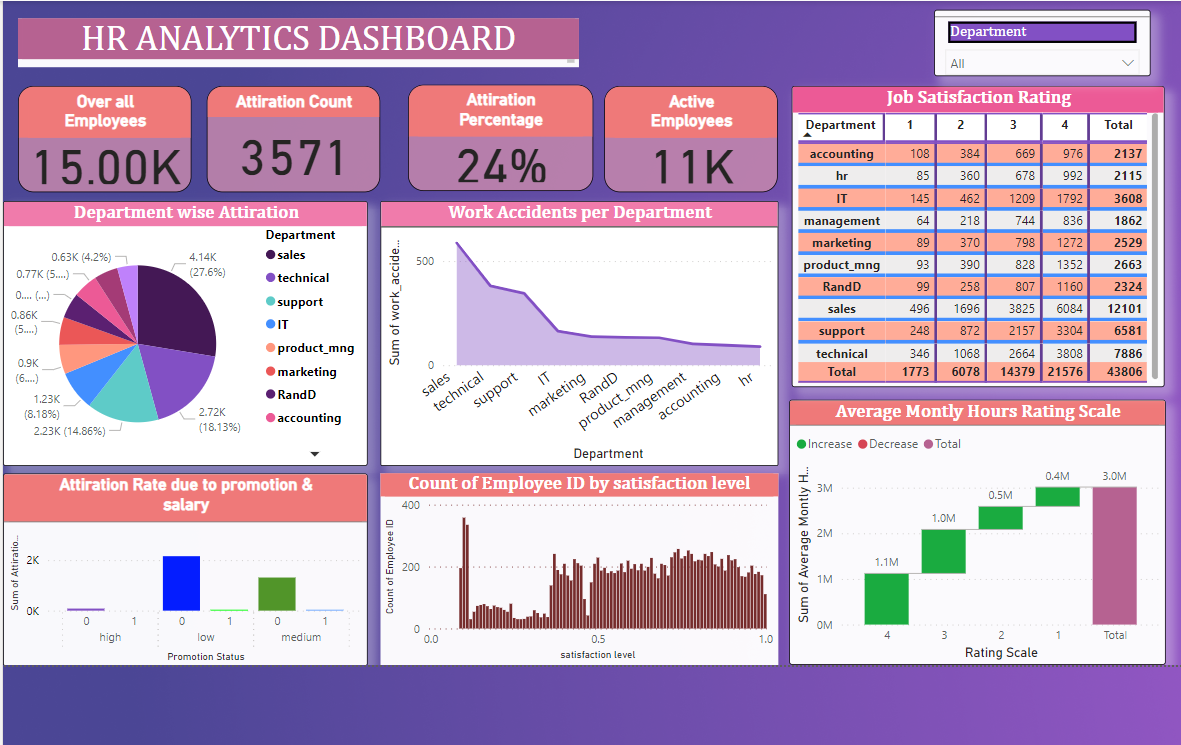 HR ANALYTICS DASHBOARD
Department
All
Over all
Employees
15.00K
Attiration Count
3571
Attiration
Percentage
24%
Active
Employees
11K
Job Satisfaction Rating
Department 1 2 3 4 Total
accounting 108 384 669 976 2137
hr 85 360 678 992 2115
IT 145 462 1209 1792 3608
management 64 218 744 836 1862
marketing 89 370 798 1272 2529
product_mng 93 390 828 1352 2663
RandD 99 258 807 1160 2324
sales 496 1696 3825 6084 12101
support 248 872 2157 3304 6581
technical 346 1068 2664 3808 7886
Total 1773 6078 14379 21576 43806
Department wise Attiration
4.14K
(27.6%)
2.72K
(18.13%)
2.23K (14.86%)
1.23K
(8.18%)
0.9K
(6....)
0.86K
(5....)
0.... (...)
0.77K (5....)
0.63K (4.2%)
Department
sales
technical
support
IT
product_mng
marketing
RandD
accounting
Work Accidents per Department
Sum of work_accide...
500
0
sales
technical
support
IT
marketing
RandD
product_mng
management
accounting
hr
Department
Attiration Rate due to promotion &
salary
Sum of Attiratio...
2K
0K
0 1 0 1 0 1
high low medium
Promotion Status
Count of Employee ID by satisfaction level
Count of Employee ID
400
200
0
0.0 0.5 1.0
satisfaction level
Average Montly Hours Rating Scale
Increase Decrease Total
Sum of Average Montly H...
3M
2M
1M
0M
1.1M
1.0M
0.5M
0.4M
3.0M
4 3 2 1 Total
Rating Scale